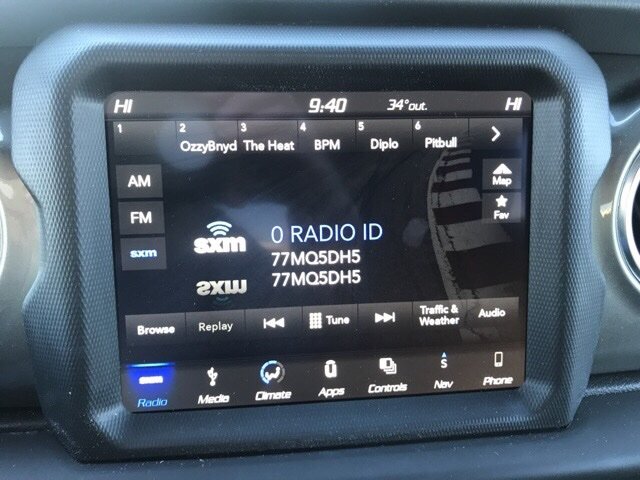 HI 9:40 34°out. HI
1 2 3 4 5 6
OzzyBnyd The Heat BPM Diplo Pitbull
AM
Map
FM
Fav
sxm
sxm
0 RADIO ID
77MQ5DH5
sxm
77MQ5DH5
Browse Replay Tune Traffic & Weather Audio
sxm S
Radio Media Climate Apps Controls Nav Phone